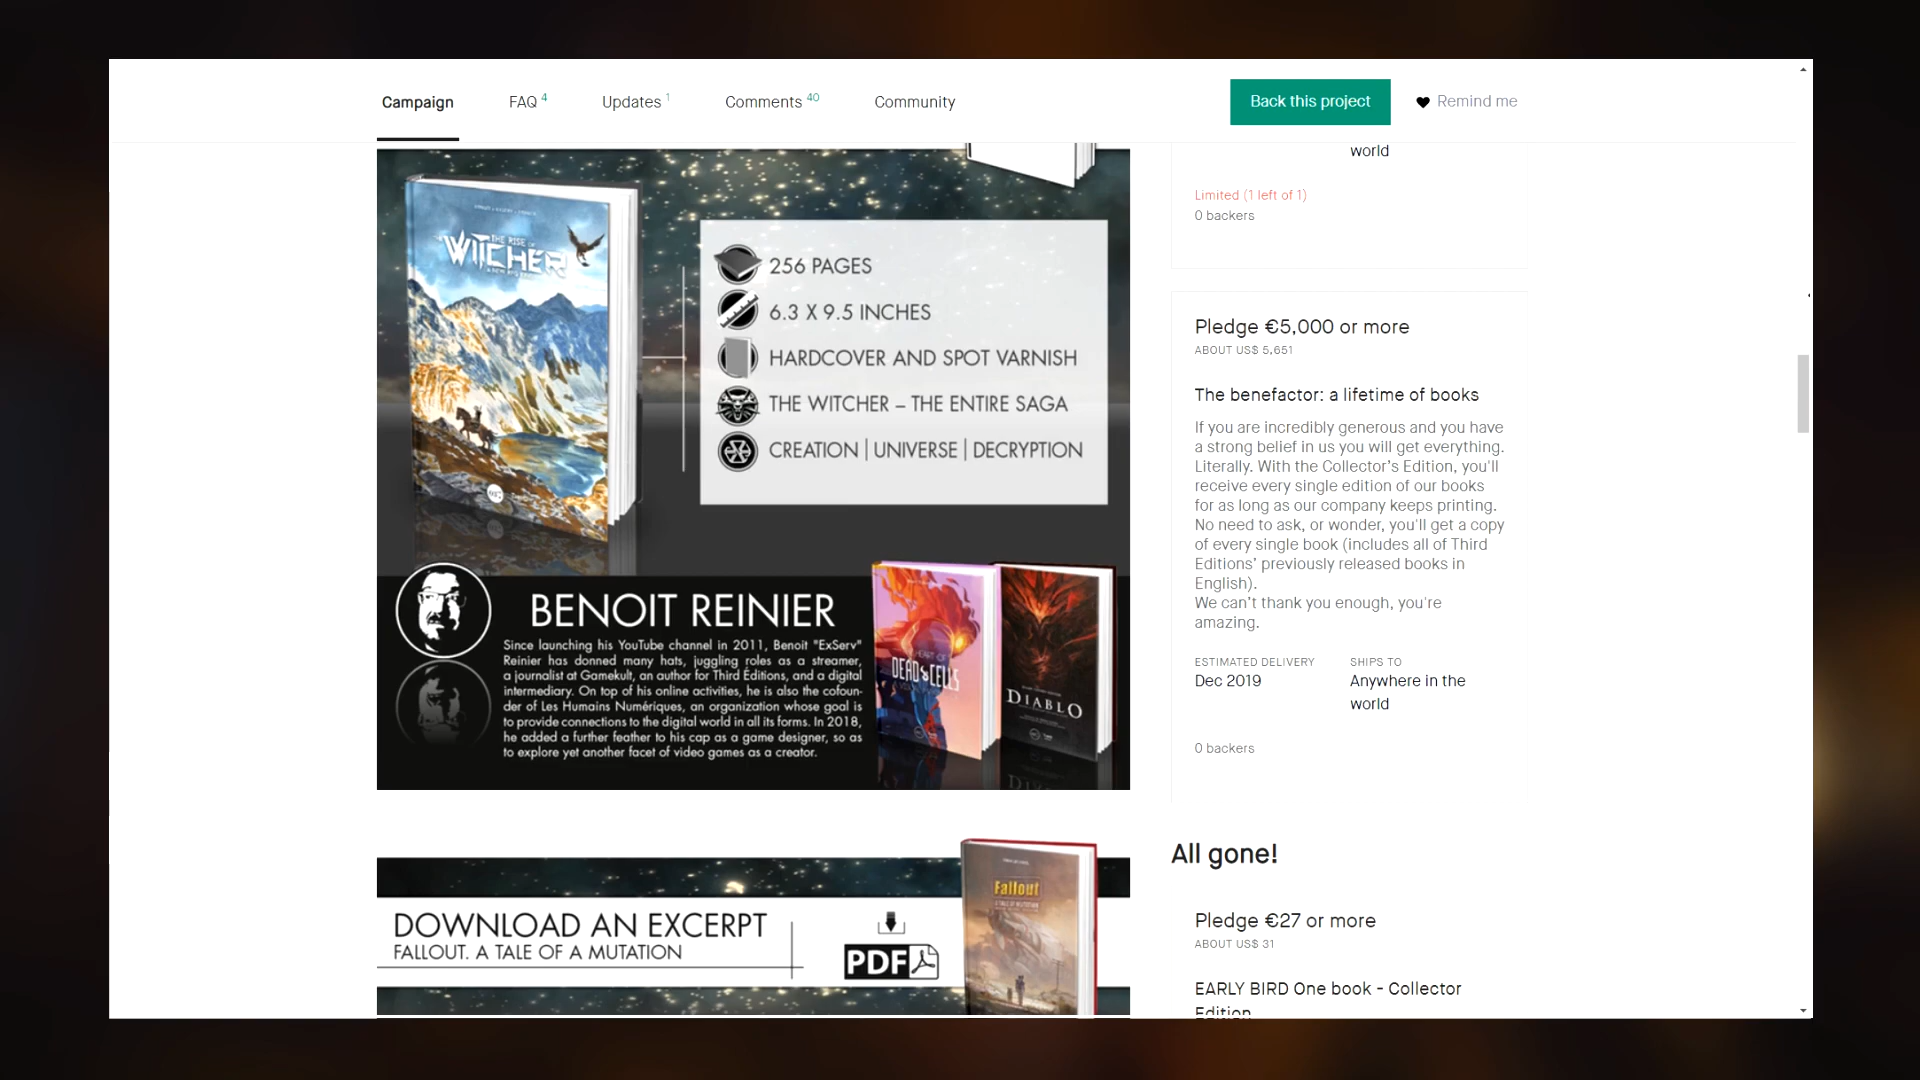 Campaign
FAQ 4
Updates 1
Comments 40
Community
Back this project
Remind me
THE RISE OF
WITCHER
256 PAGES
6.3 X 9.5 INCHES
HARDCOVER AND SPOT VARNISH
THE WITCHER – THE ENTIRE SAGA
CREATION | UNIVERSE | DECRYPTION
BENOIT REINIER
Since launching his YouTube channel in 2011, Benoit "ExServ"
Reinier has donned many hats, juggling roles as a streamer,
a journalist at Gamekult, an author for Third Éditions, and a digital
intermediary. On top of his online activities, he is also the cofoun-
der of Les Humains Numériques, an organization whose goal is
to provide connections to the digital world in all its forms. In 2018,
he added a further feather to his cap as a game designer, so as
to explore yet another facet of video games as a creator.
DEAD CELLS
DIABLO
DOWNLOAD AN EXCERPT
FALLOUT. A TALE OF A MUTATION
PDF
Fallout
A TALE OF MUTATION
world
Limited (1 left of 1)
0 backers
Pledge €5,000 or more
ABOUT US$ 5,651
The benefactor: a lifetime of books
If you are incredibly generous and you have
a strong belief in us you will get everything.
Literally. With the Collector's Edition, you'll
receive every single edition of our books
for as long as our company keeps printing.
No need to ask, or wonder, you'll get a copy
of every single book (includes all of Third
Editions' previously released books in
English).
We can't thank you enough, you're
amazing.
ESTIMATED DELIVERY
Dec 2019
SHIPS TO
Anywhere in the
world
0 backers
All gone!
Pledge €27 or more
ABOUT US$ 31
EARLY BIRD One book - Collector
Edition